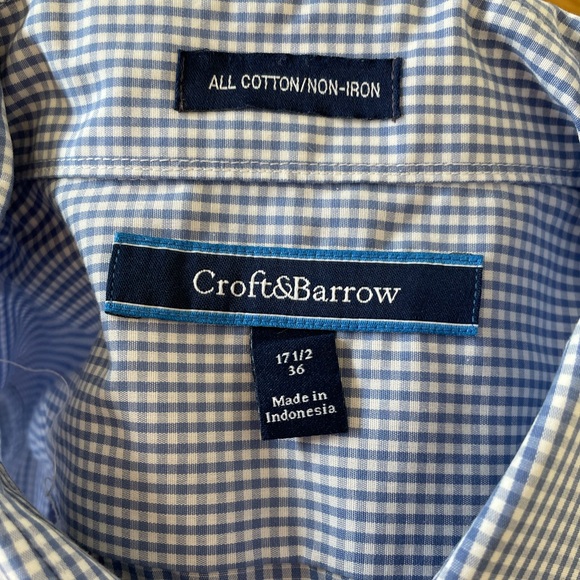 ALL COTTON/NON-IRON
Croft&Barrow
17 1/2
36
Made in
Indonesia